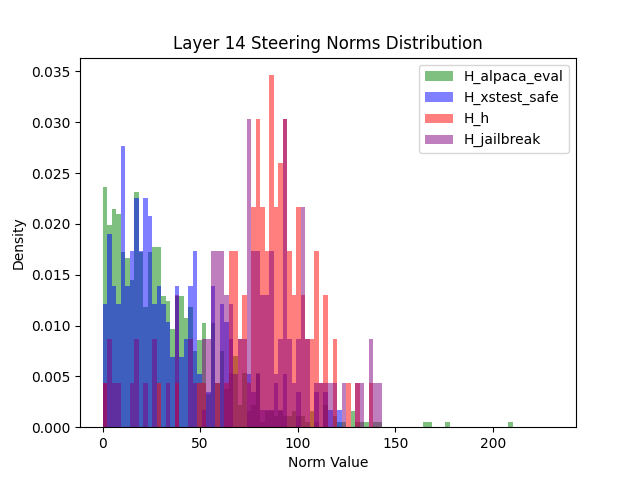 Layer 14 Steering Norms Distribution
H_alpaca_eval
H_xstest_safe
H_h
H_jailbreak
0.035
0.030
0.025
0.020
0.015
0.010
0.005
0.000
Density
0
50
100
150
200
Norm Value